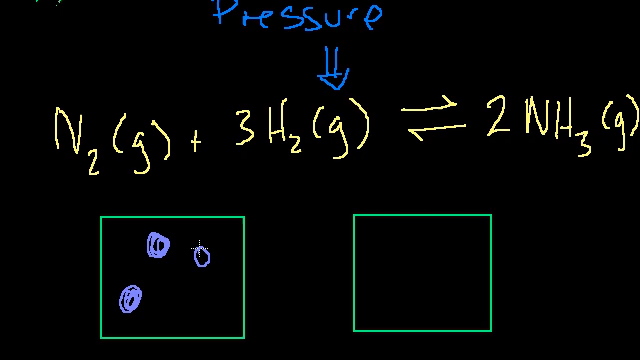 Pressure
N₂(g) + 3H₂(g) ⇌ 2NH₃(g)